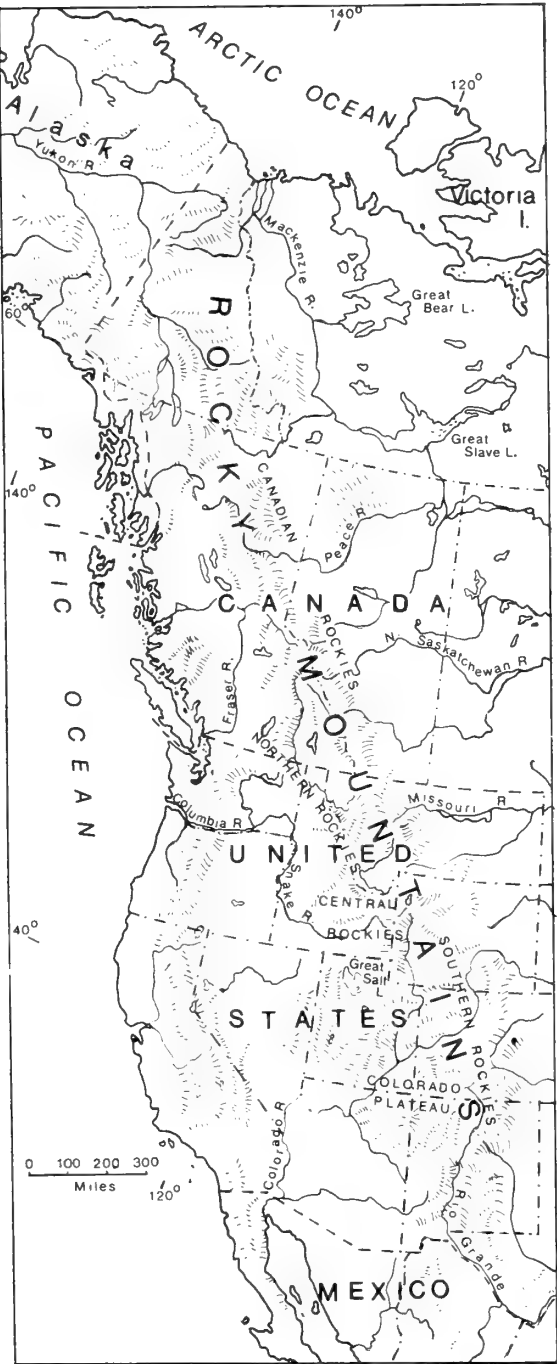 140°
ARCTIC OCEAN
120°
Alaska
Yukon R.
Victoria
I.
Mackenzie R.
Great
Bear L.
60°
ROCKY MOUNTAINS
PACIFIC OCEAN
Great
Slave L.
140°
CANADIAN ROCKIES
Peace R.
CANADA
N. Saskatchewan R
Fraser R.
NORTHERN ROCKIES
Columbia R
Missouri R
UNITED
Snake R.
CENTRAL
ROCKIES
40°
Great
Salt
L
SOUTHERN ROCKIES
STATES
COLORADO
PLATEAU
Colorado R
0 100 200 300
Miles
120°
Rio Grande
MEXICO